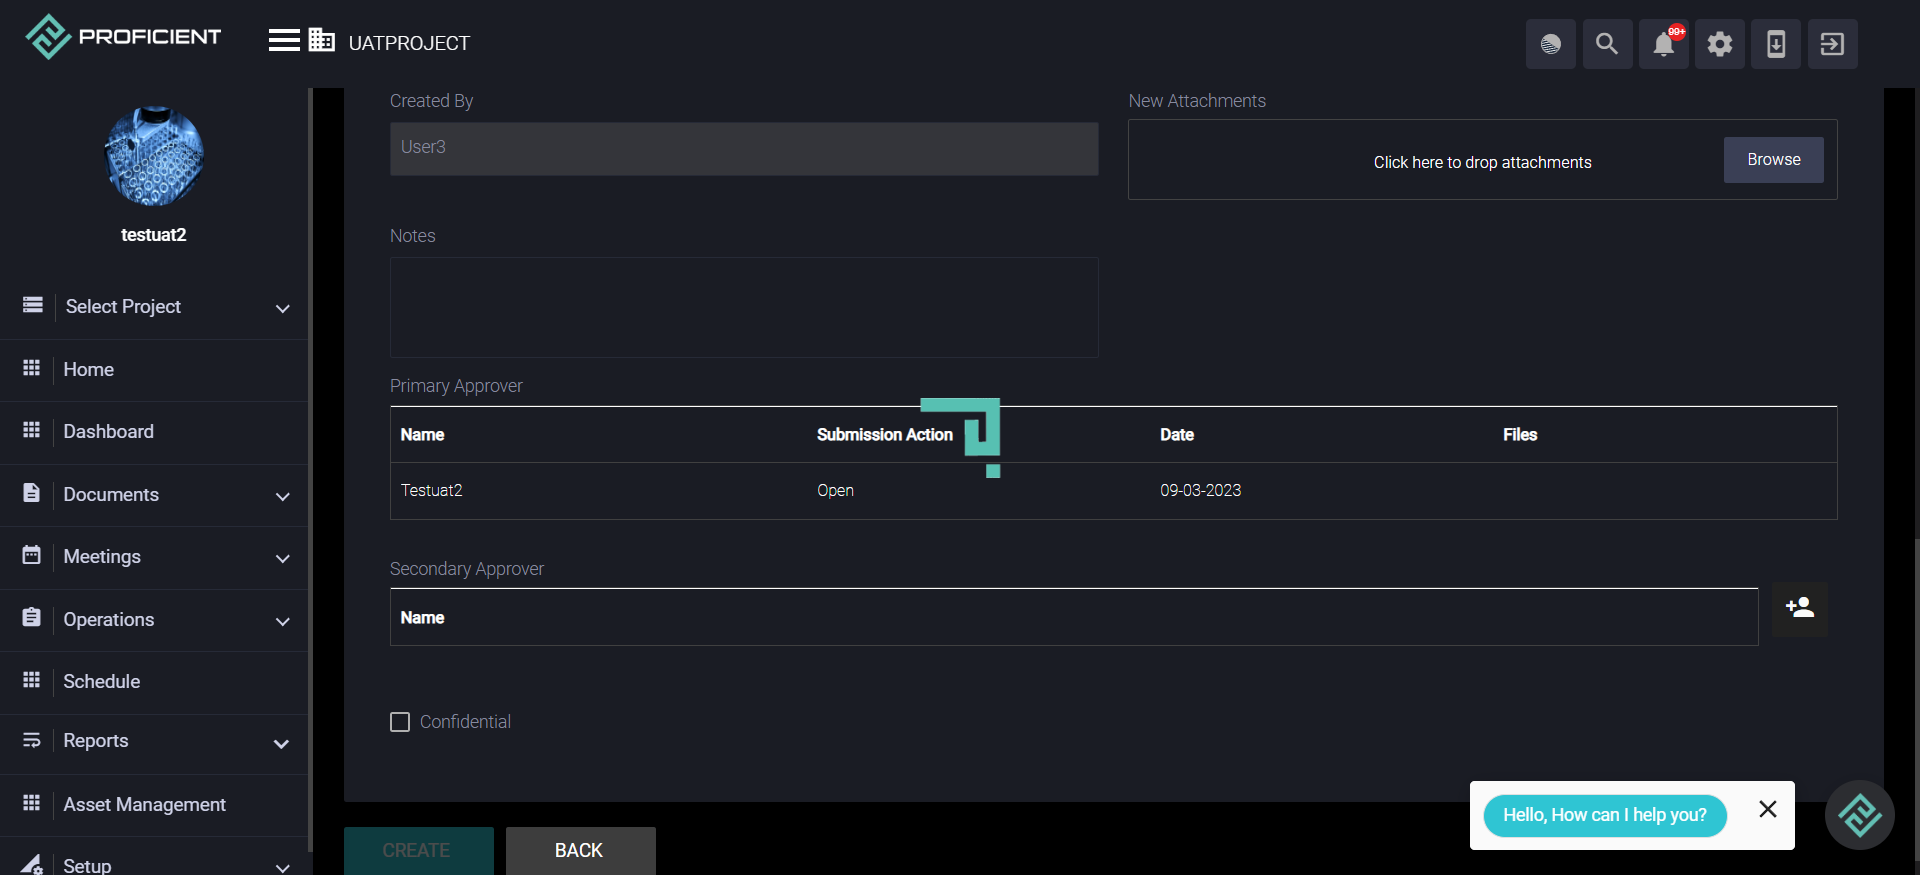 PROFICIENT
UATPROJECT
99+
testuat2
Select Project
Home
Dashboard
Documents
Meetings
Operations
Schedule
Reports
Asset Management
Setup
Created By
User3
New Attachments
Click here to drop attachments
Browse
Notes
Primary Approver
Name Submission Action Date Files
Testuat2 Open 09-03-2023
Secondary Approver
Name
Confidential
CREATE
BACK
Hello, How can I help you?